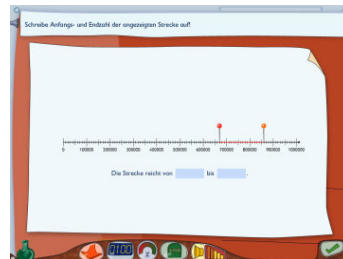 Schreibe Anfangs- und Endzahl der angezeigten Strecke auf!
0 100000 200000 300000 400000 500000 600000 700000 800000 900000 1000000
Die Strecke reicht von bis .
0100